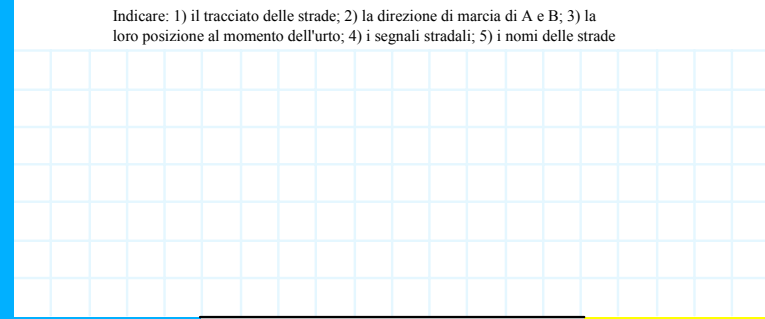 Indicare: 1) il tracciato delle strade; 2) la direzione di marcia di A e B; 3) la
loro posizione al momento dell'urto; 4) i segnali stradali; 5) i nomi delle strade